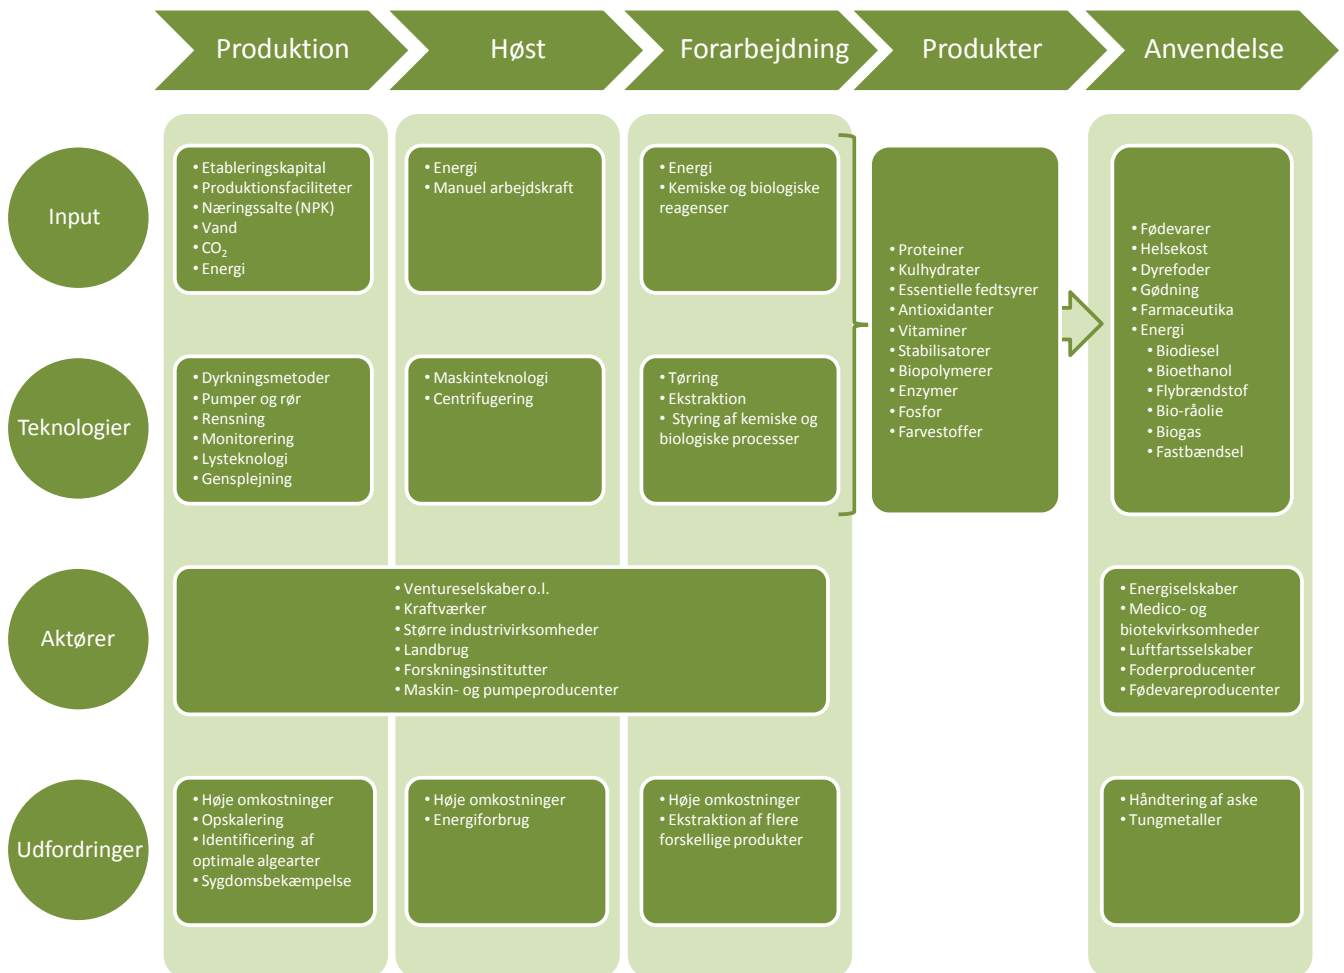 Produktion
Høst
Forarbejdning
Produkter
Anvendelse
Input
• Etableringskapital
• Produktionsfaciliteter
• Næringssalte (NPK)
• Vand
• CO₂
• Energi
• Energi
• Manuel arbejdskraft
• Energi
• Kemiske og biologiske
reagenser
• Proteiner
• Kulhydrater
• Essentielle fedtsyrer
• Antioxidanter
• Vitaminer
• Stabilisatorer
• Biopolymerer
• Enzymer
• Fosfor
• Farvestoffer
• Fødevarer
• Helsekost
• Dyrefoder
• Gødning
• Farmaceutika
• Energi
• Biodiesel
• Bioethanol
• Flybrændstof
• Bio-råolie
• Biogas
• Fastbændsel
Teknologier
• Dyrkningsmetoder
• Pumper og rør
• Rensning
• Monitorering
• Lysteknologi
• Gensplejning
• Maskinteknologi
• Centrifugering
• Tørring
• Ekstraktion
• Styring af kemiske og
biologiske processer
Aktører
• Ventureselskaber o.l.
• Kraftværker
• Større industrivirksomheder
• Landbrug
• Forskningsinstitutter
• Maskin- og pumpeproducenter
• Energiselskaber
• Medico- og
biotekvirksomheder
• Luftfartsselskaber
• Foderproducenter
• Fødevareproducenter
Udfordringer
• Høje omkostninger
• Opskalering
• Identificering af
optimale algearter
• Sygdomsbekæmpelse
• Høje omkostninger
• Energiforbrug
• Høje omkostninger
• Ekstraktion af flere
forskellige produkter
• Håndtering af aske
• Tungmetaller